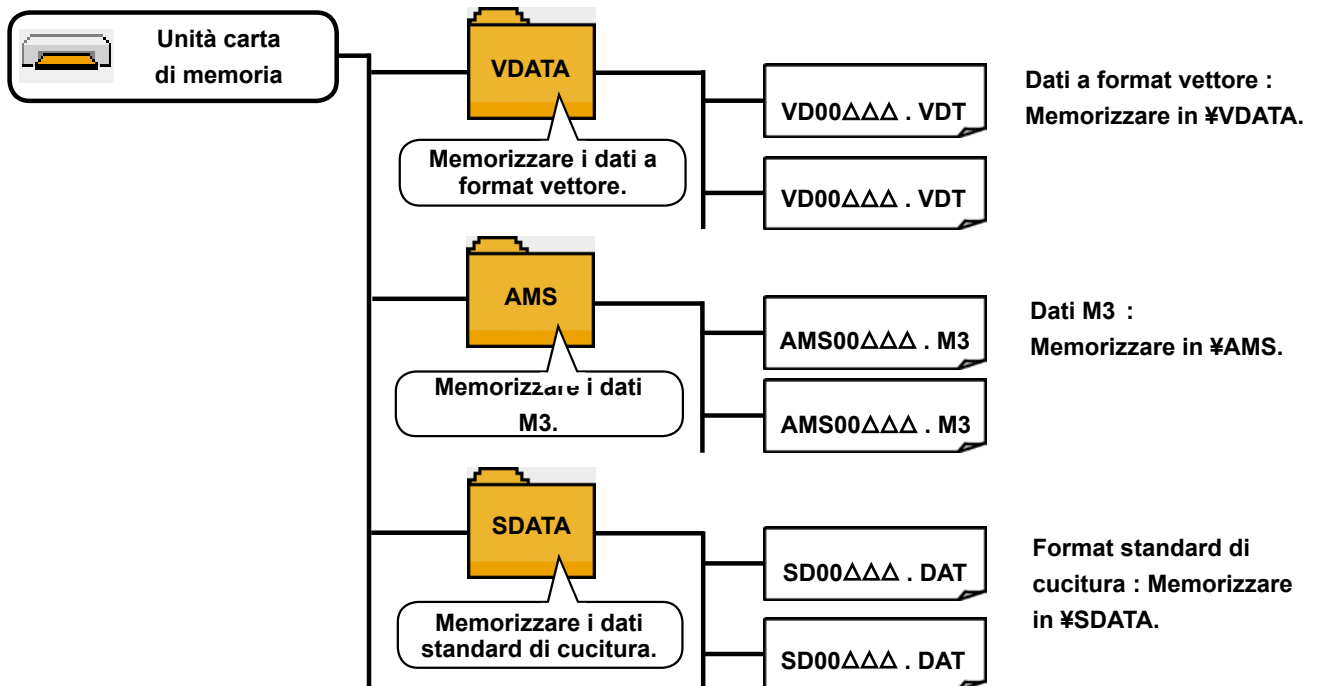 Unità carta
di memoria
VDATA
Memorizzare i dati a
format vettore.
VD00△△△ . VDT
VD00△△△ . VDT
Dati a format vettore :
Memorizzare in ¥VDATA.
AMS
Memorizzare i dati
M3.
AMS00△△△ . M3
AMS00△△△ . M3
Dati M3 :
Memorizzare in ¥AMS.
SDATA
Memorizzare i dati
standard di cucitura.
SD00△△△ . DAT
SD00△△△ . DAT
Format standard di
cucitura : Memorizzare
in ¥SDATA.